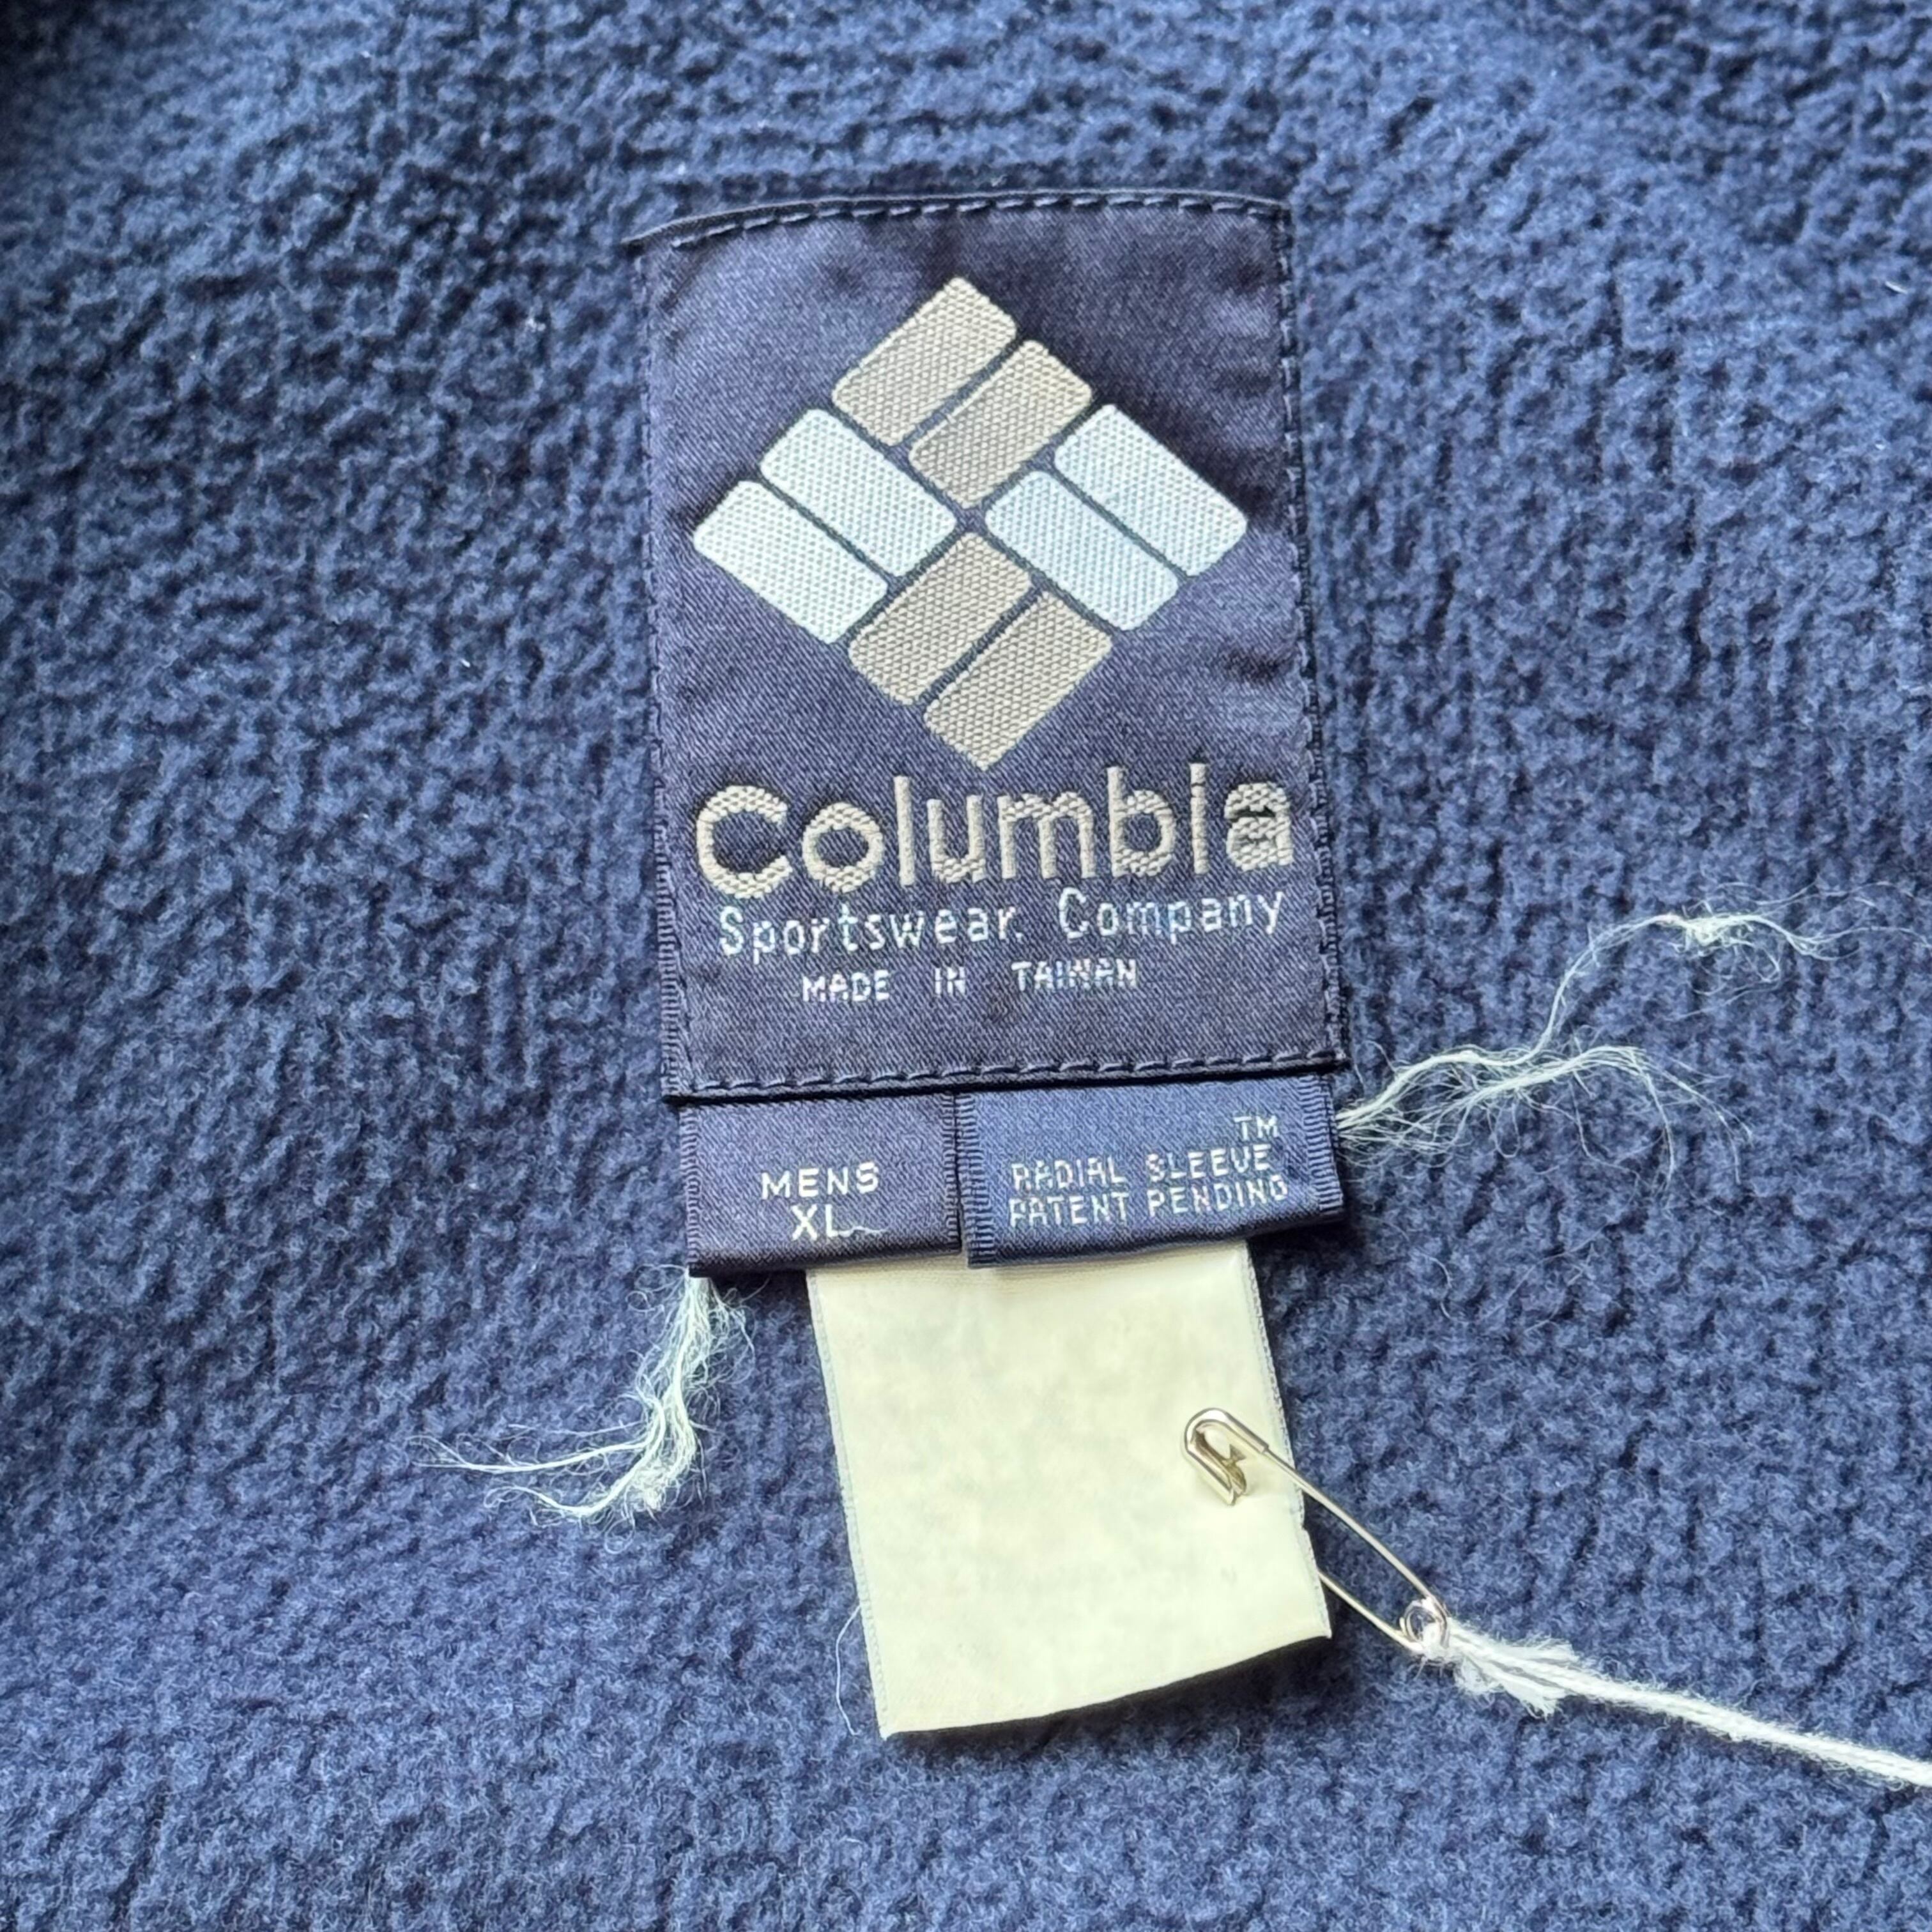 Columbia
Sportswear. Company
MADE IN TAIWAN
MENS
XL
TM
RADIAL SLEEVE
PATENT PENDING